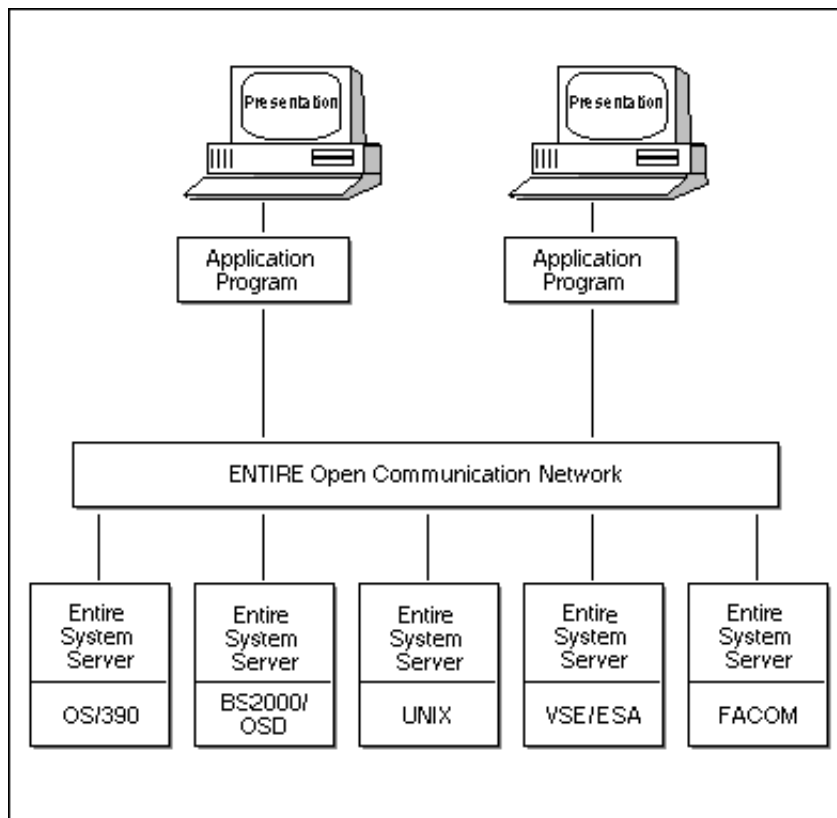 Presentation
Presentation
Application
Program
Application
Program
ENTIRE Open Communication Network
Entire
System
Server
OS/390
Entire
System
Server
BS2000/
OSD
Entire
System
Server
UNIX
Entire
System
Server
VSE/ESA
Entire
System
Server
FACOM